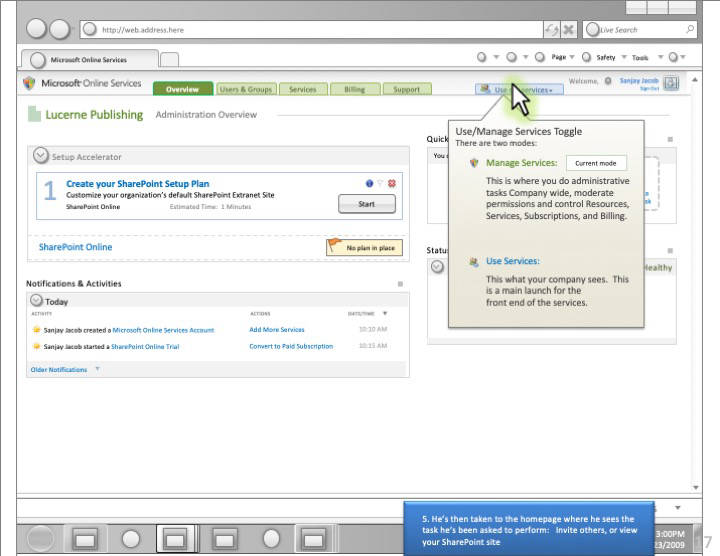 http://web.address.here
Live Search
Microsoft Online Services
Page
Safety
Tools
Microsoft Online Services
Overview
Users & Groups
Services
Billing
Support
Use
services
Welcome,
Sanjay Jacob
Sign Out
Lucerne Publishing
Administration Overview
Setup Accelerator
1
Create your SharePoint Setup Plan
Customize your organization's default SharePoint Extranet Site
SharePoint Online
Estimated Time: 1 Minutes
Start
SharePoint Online
No plan in place
Notifications & Activities
Today
ACTIVITY
ACTIONS
DATE/TIME
Sanjay Jacob created a Microsoft Online Services Account
Add More Services
10:10 AM
Sanjay Jacob started a SharePoint Online Trial
Convert to Paid Subscription
10:15 AM
Older Notifications
Quick
You
Status
Healthy
Use/Manage Services Toggle
There are two modes:
Manage Services:
Current mode
This is where you do administrative
tasks Company wide, moderate
permissions and control Resources,
Services, Subscriptions, and Billing.
Use Services:
This what your company sees. This
is a main launch for the
front end of the services.
5. He's then taken to the homepage where he sees the
task he's been asked to perform: Invite others, or view
your SharePoint site
3:00PM
23/2009
17